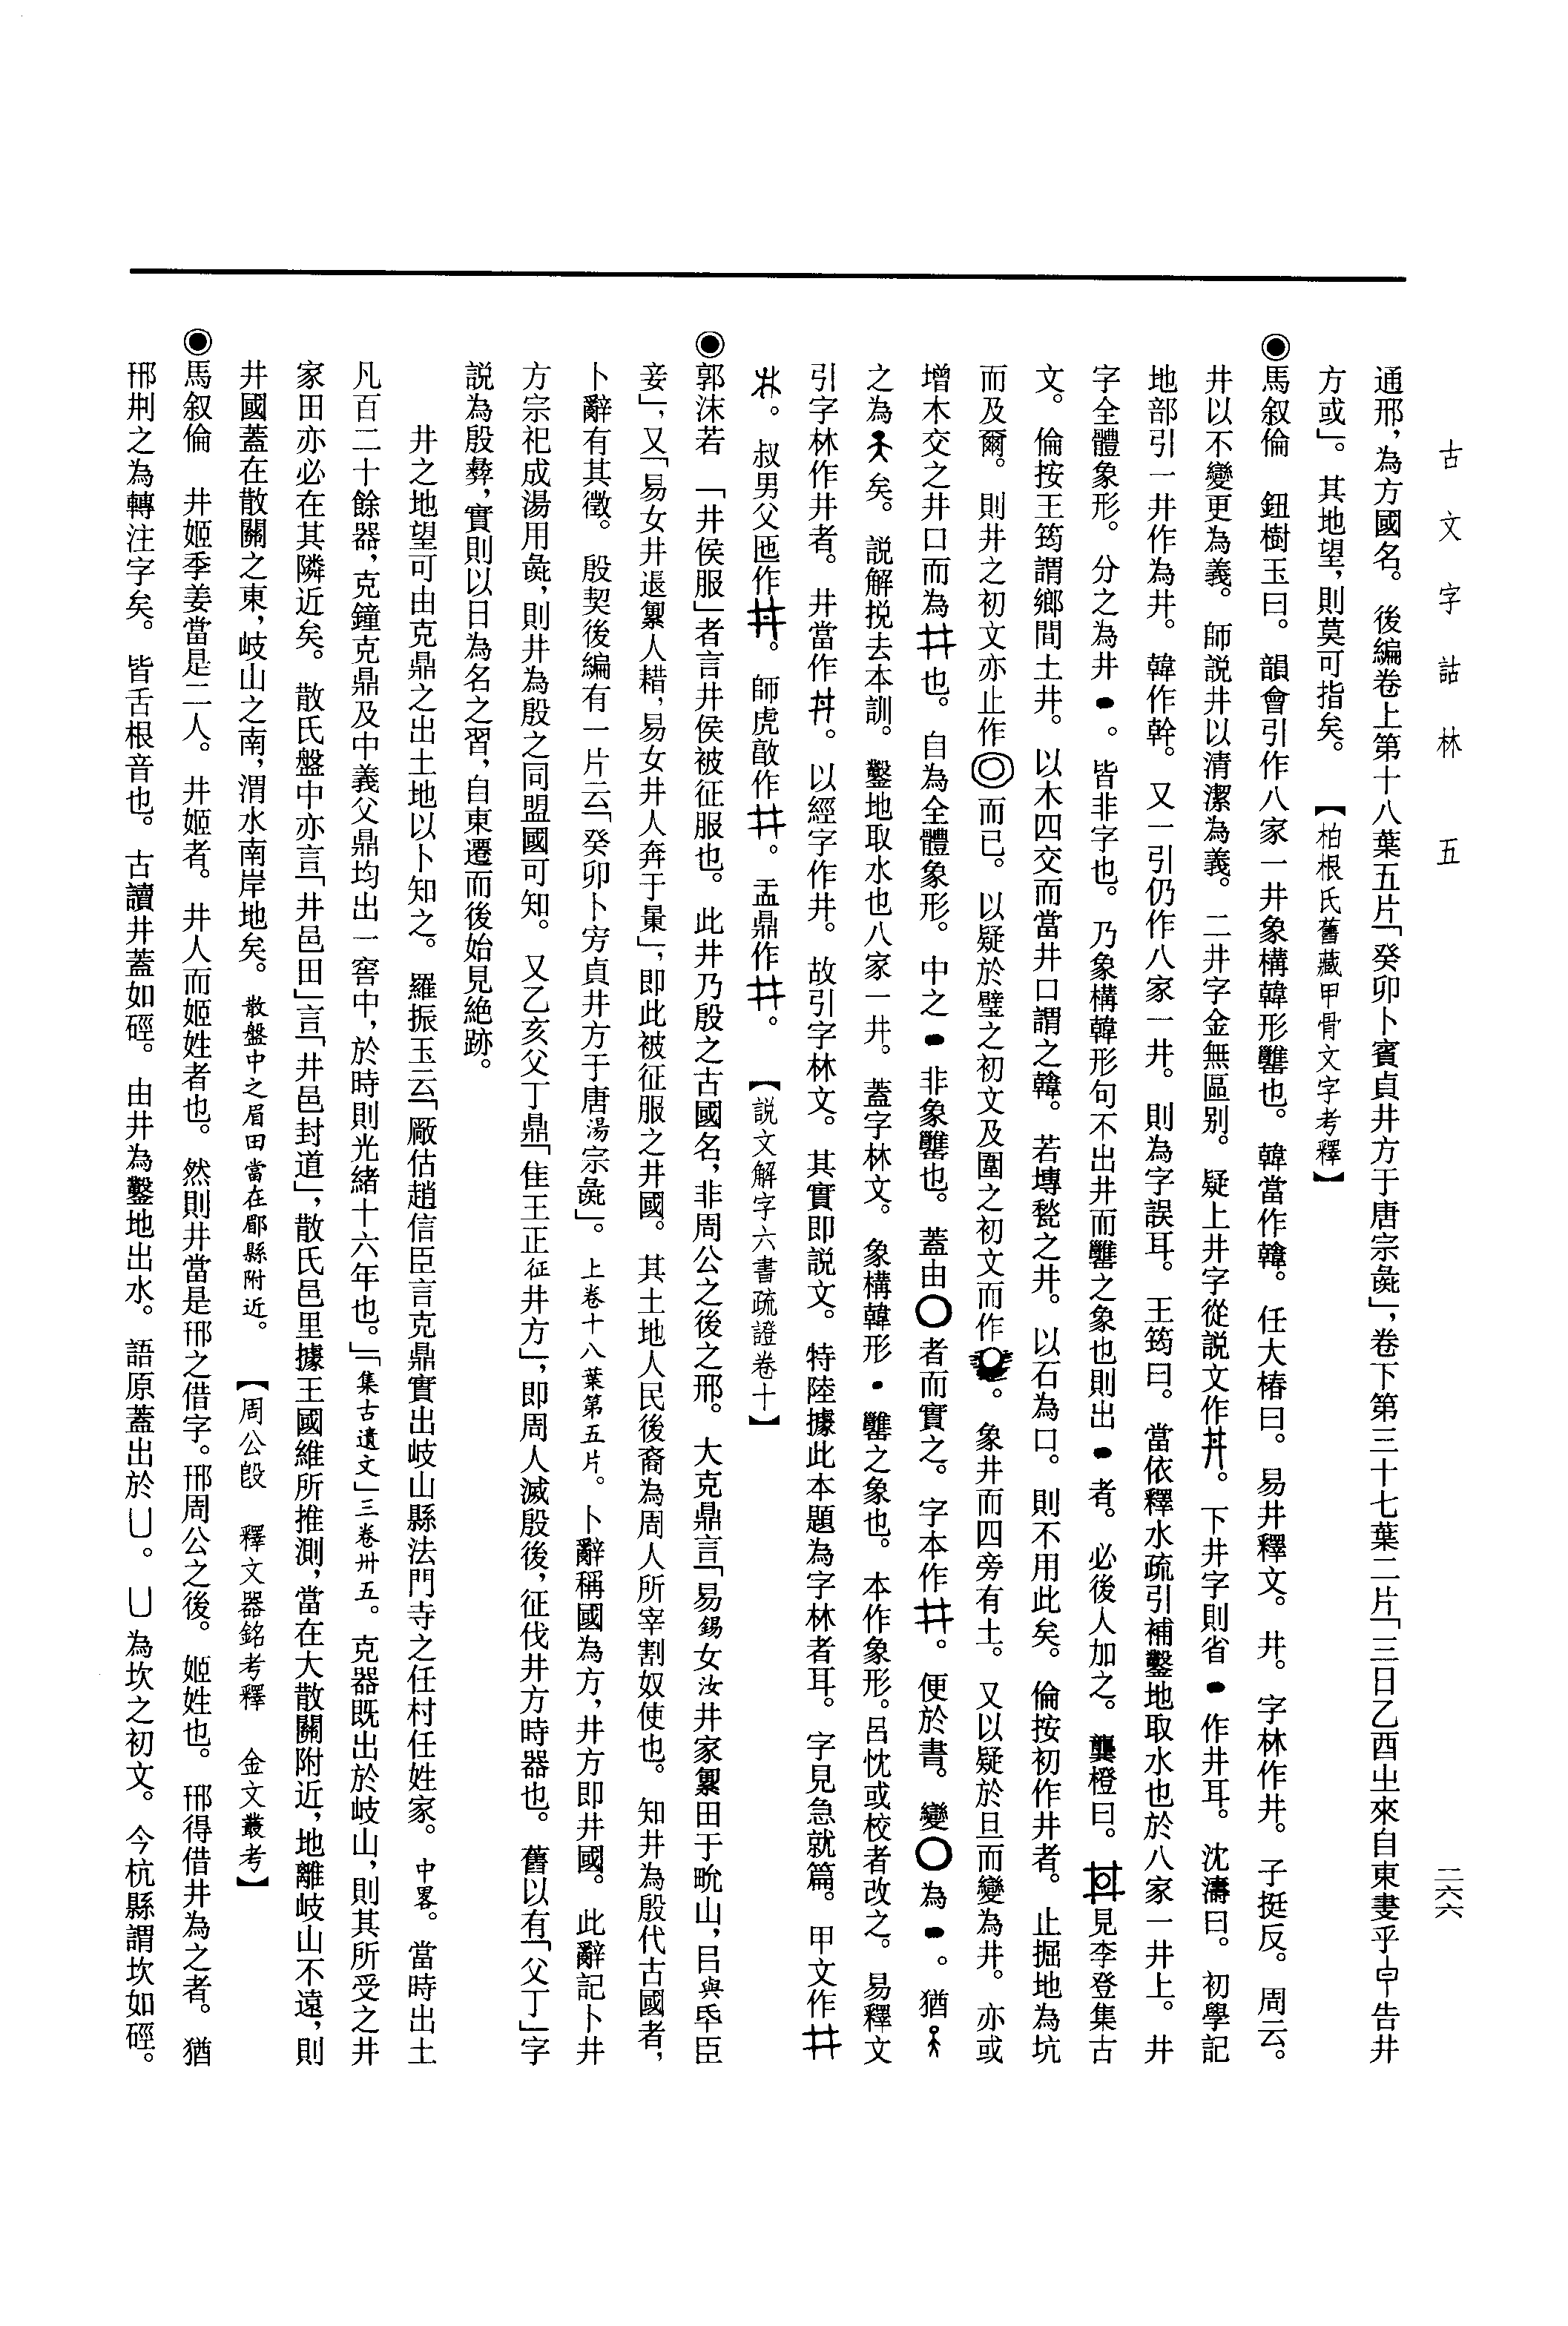 古文字詁林 五
二六六
通邢，為方國名。後編卷上第十八葉五片「癸卯卜賓貞井方于唐宗彘」，卷下第三十七葉二片「三日乙酉㞢來自東妻乎告井
方或」。其地望，則莫可指矣。【柏根氏舊藏甲骨文字考釋】
◉馬叙倫 鈕樹玉曰。韻會引作八家一井象構韓形䍌也。韓當作韓。任大椿曰。易井釋文。井。字林作井。子挺反。周云。
井以不變更為義。師説井以清潔為義。二井字金無區别。疑上井字從説文作丼。下井字則省作井耳。沈濤曰。初學記
地部引一井作為井。韓作幹。又一引仍作八家一井。則為字誤耳。王筠曰。當依釋水疏引補鑿地取水也於八家一井上。井
字全體象形。分之為井。皆非字也。乃象構韓形句不出井而䍌之象也則出者。必後人加之。龔橙曰。見李登集古
文。倫按王筠謂鄉間土井。以木四交而當井口謂之韓。若塼甃之井。以石為口。則不用此矣。倫按初作井者。止掘地為坑
而及爾。則井之初文亦止作◎而已。以疑於璧之初文及圍之初文而作。象井而四旁有土。又以疑於旦而變為井。亦或
增木交之井口而為井也。自為全體象形。中之非象䍌也。蓋由〇者而實之。字本作井。便於書。變〇為。猶
之為矣。説解挩去本訓。鑿地取水也八家一井。蓋字林文。象構韓形・䍌之象也。本作象形。呂忱或校者改之。易釋文
引字林作井者。井當作丼。以經字作井。故引字林文。其實即説文。特陸據此本題為字林者耳。字見急就篇。甲文作井
。叔男父匜作丼。師虎𣪘作井。盂鼎作井。【説文解字六書疏證卷十】
◉郭沫若 「井侯服」者言井侯被征服也。此井乃殷之古國名，非周公之後之邢。大克鼎言「易錫女汝井家𠭯田于㽙山，㠯與氒臣
妾」，又「易女井𢓊𠭯人耤，易女井人奔于量」，即此被征服之井國。其土地人民後裔為周人所宰割奴使也。知井為殷代古國者，
卜辭有其徵。殷契後編有一片云「癸卯卜㝑貞井方于唐湯宗彘」。上卷十八葉第五片。卜辭稱國為方，井方即井國。此辭記卜井
方宗祀成湯用彘，則井為殷之同盟國可知。又乙亥父丁鼎「隹王正征井方」，即周人滅殷後，征伐井方時器也。舊以有「父丁」字
説為殷彝，實則以日為名之習，自東遷而後始見絶跡。
井之地望可由克鼎之出土地以卜知之。羅振玉云「厰估趙信臣言克鼎實出岐山縣法門寺之任村任姓家。中畧。當時出土
凡百二十餘器，克鐘克鼎及中義父鼎均出一窖中，於時則光緒十六年也。」「集古遺文」三卷卅五。克器既出於岐山，則其所受之井
家田亦必在其隣近矣。散氏盤中亦言「井邑田」言「井邑封道」，散氏邑里據王國維所推測，當在大散關附近，地離岐山不遠，則
井國蓋在散關之東，岐山之南，渭水南岸地矣。散盤中之眉田當在郿縣附近。【周公𣪘 釋文器銘考釋 金文叢考】
◉馬叙倫 井姬季姜當是二人。井姬者。井人而姬姓者也。然則井當是邢之借字。邢周公之後。姬姓也。邢得借井為之者。猶
邢荆之為轉注字矣。皆舌根音也。古讀井蓋如硜。由井為鑿地出水。語原蓋出於凵。凵為坎之初文。今杭縣謂坎如硜。